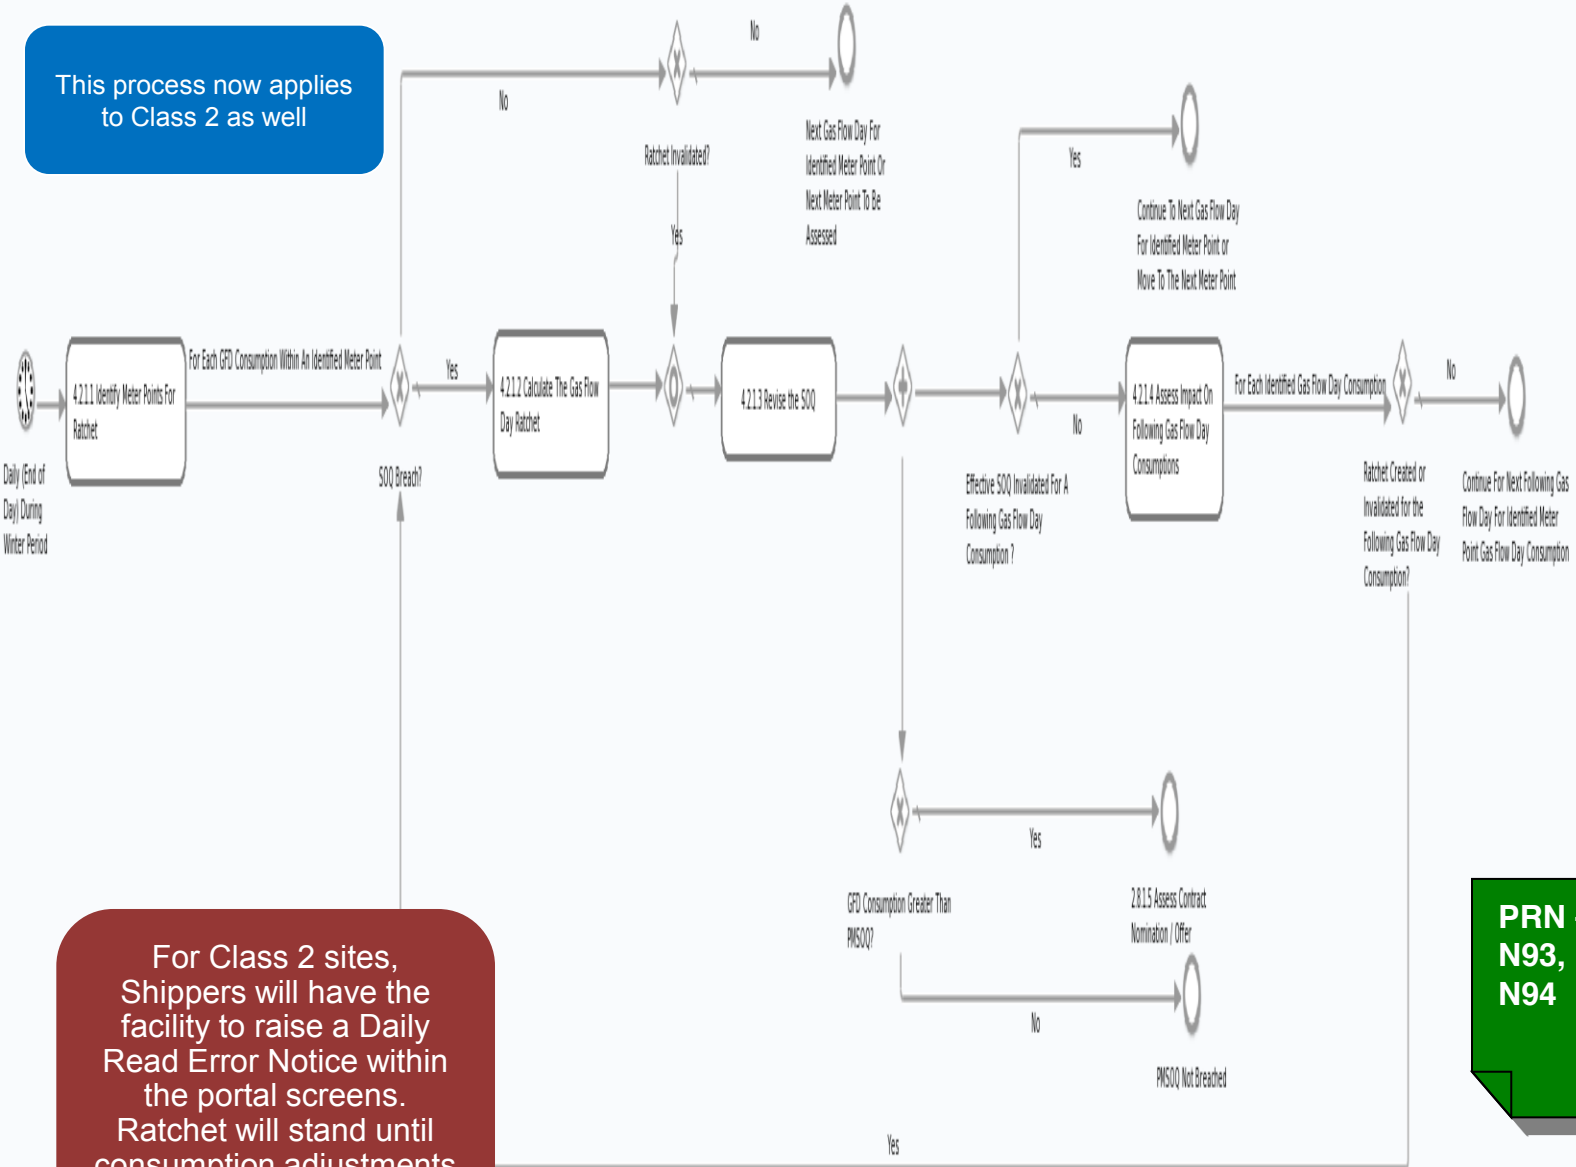 This process now applies
to Class 2 as well
No
No
Ratchet Invalidated?
Yes
Next Gas Flow Day For
Identified Meter Point Or
Next Meter Point To Be
Assessed
Yes
Continue To Next Gas Flow Day
For Identified Meter Point or
Move To The Next Meter Point
Daily (End of
Day) During
Winter Period
4.2.1.1 Identify Meter Points For
Ratchet
For Each GFD Consumption Within An Identified Meter Point
SOQ Breach?
Yes
4.2.1.2 Calculate The Gas Flow
Day Ratchet
4.2.1.3 Revise the SOQ
Effective SOQ Invalidated For A
Following Gas Flow Day
Consumption ?
No
4.2.1.4 Assess Impact On
Following Gas Flow Day
Consumptions
For Each Identified Gas Flow Day Consumption
Ratchet Created or
Invalidated for the
Following Gas Flow Day
Consumption?
No
Continue For Next Following Gas
Flow Day For Identified Meter
Point Gas Flow Day Consumption
GFD Consumption Greater Than
PMSOQ?
Yes
2.8.1.5 Assess Contract
Nomination / Offer
No
PMSOQ Not Breached
Yes
For Class 2 sites,
Shippers will have the
facility to raise a Daily
Read Error Notice within
the portal screens.
Ratchet will stand until
consumption adjustments
PRN
N93,
N94